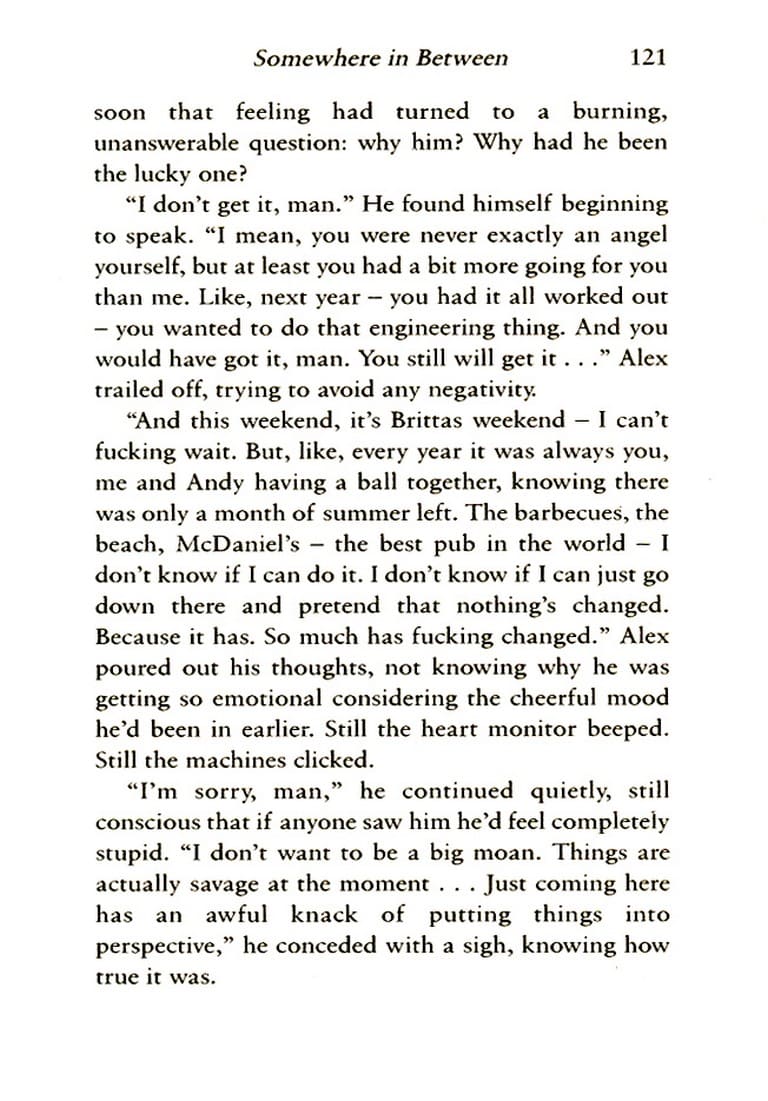 Somewhere in Between 121
soon that feeling had turned to a burning,
unanswerable question: why him? Why had he been
the lucky one?
“I don’t get it, man.” He found himself beginning
to speak. “I mean, you were never exactly an angel
yourself, but at least you had a bit more going for you
than me. Like, next year – you had it all worked out
– you wanted to do that engineering thing. And you
would have got it, man. You still will get it . . .” Alex
trailed off, trying to avoid any negativity.
“And this weekend, it’s Brittas weekend – I can’t
fucking wait. But, like, every year it was always you,
me and Andy having a ball together, knowing there
was only a month of summer left. The barbecues, the
beach, McDaniel’s – the best pub in the world – I
don’t know if I can do it. I don’t know if I can just go
down there and pretend that nothing’s changed.
Because it has. So much has fucking changed.” Alex
poured out his thoughts, not knowing why he was
getting so emotional considering the cheerful mood
he’d been in earlier. Still the heart monitor beeped.
Still the machines clicked.
“I’m sorry, man,” he continued quietly, still
conscious that if anyone saw him he’d feel completely
stupid. “I don’t want to be a big moan. Things are
actually savage at the moment . . . Just coming here
has an awful knack of putting things into
perspective,” he conceded with a sigh, knowing how
true it was.